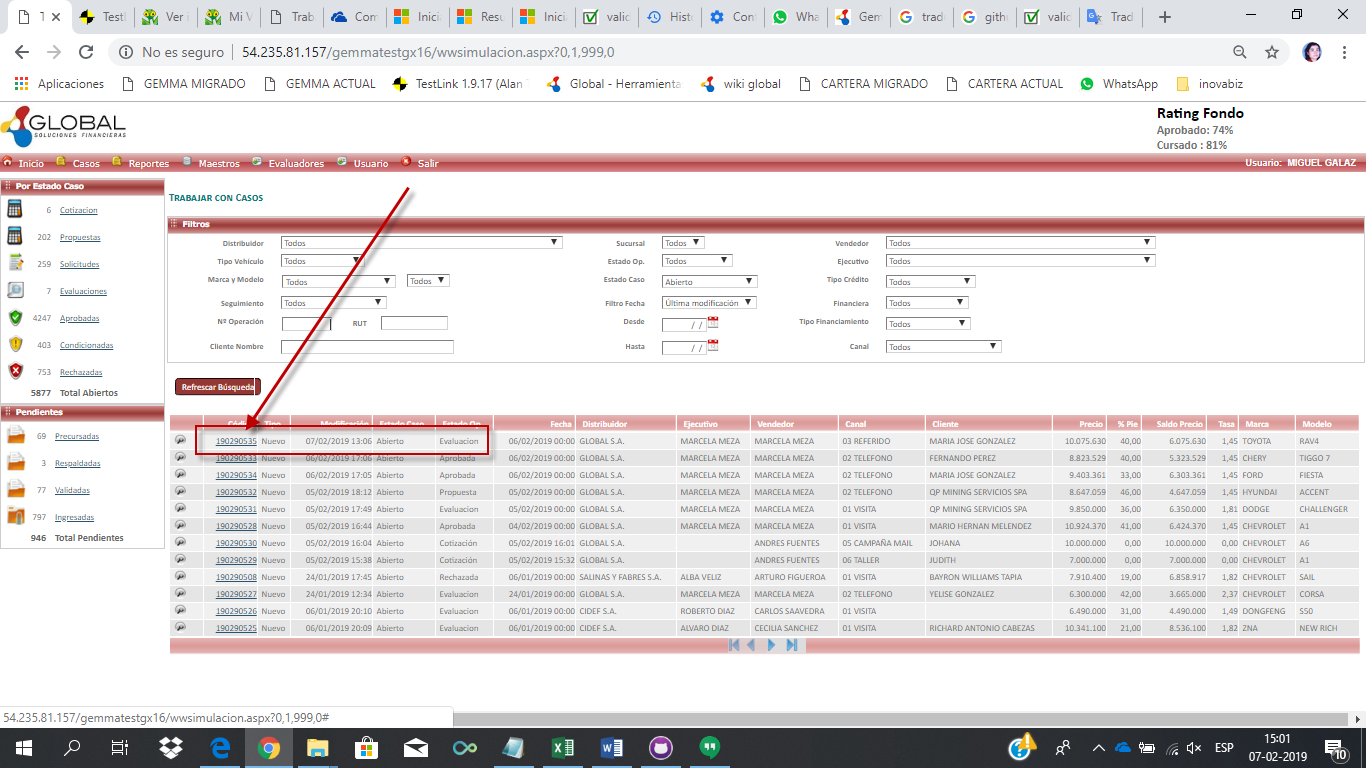 T
Testl
Ver i
Mi V
Trab
Com
Inicia
Resu
Inicia
valid
Histo
Conf
Wha
Gem
trad
gith
valid
Trad
No es seguro | 54.235.81.157/gemmatestgx16/wwsimulacion.aspx?0,1,999,0
Aplicaciones GEMMA MIGRADO GEMMA ACTUAL TestLink 1.9.17 (Alan Global - Herramienta wiki global CARTERA MIGRADO CARTERA ACTUAL WhatsApp inovabiz
GLOBAL
SOLUCIONES FINANCIERAS
Rating Fondo
Aprobado: 74%
Cursado : 81%
Inicio Casos Reportes Maestros Evaluadores Usuario Salir Usuario: MIGUEL GALAZ
Por Estado Caso
6 Cotizacion
202 Propuestas
259 Solicitudes
7 Evaluaciones
4247 Aprobadas
403 Condicionadas
753 Rechazadas
5877 Total Abiertos
Pendientes
69 Precursadas
3 Respaldadas
77 Validadas
797 Ingresadas
946 Total Pendientes
TRABAJAR CON CASOS
Filtros
Distribuidor Todos Sucursal Todos Vendedor Todos
Tipo Vehículo Todos Estado Op. Todos Ejecutivo Todos
Marca y Modelo Todos Todos Estado Caso Abierto Tipo Crédito Todos
Seguimiento Todos Filtro Fecha Última modificación Financiera Todos
Nº Operación RUT Desde / / Tipo Financiamiento Todos
Cliente Nombre Hasta / / Canal Todos
Refrescar Búsqueda
Código Tipo Modificación Estado Caso Estado Op. Fecha Distribuidor Ejecutivo Vendedor Canal Cliente Precio % Pie Saldo Precio Tasa Marca Modelo
190290535 Nuevo 07/02/2019 13:06 Abierto Evaluacion 06/02/2019 00:00 GLOBAL S.A. MARCELA MEZA MARCELA MEZA 03 REFERIDO MARIA JOSE GONZALEZ 10.075.630 40,00 6.075.630 1,45 TOYOTA RAV4
190290533 Nuevo 06/02/2019 17:06 Abierto Aprobada 06/02/2019 00:00 GLOBAL S.A. MARCELA MEZA MARCELA MEZA 02 TELEFONO FERNANDO PEREZ 8.823.529 40,00 5.323.529 1,45 CHERY TIGGO 7
190290534 Nuevo 06/02/2019 17:05 Abierto Aprobada 06/02/2019 00:00 GLOBAL S.A. MARCELA MEZA MARCELA MEZA 02 TELEFONO MARIA JOSE GONZALEZ 9.403.361 33,00 6.303.361 1,45 FORD FIESTA
190290532 Nuevo 05/02/2019 18:12 Abierto Propuesta 05/02/2019 00:00 GLOBAL S.A. MARCELA MEZA MARCELA MEZA 02 TELEFONO QP MINING SERVICIOS SPA 8.647.059 46,00 4.647.059 1,45 HYUNDAI ACCENT
190290531 Nuevo 05/02/2019 17:49 Abierto Evaluacion 05/02/2019 00:00 GLOBAL S.A. MARCELA MEZA MARCELA MEZA 01 VISITA QP MINING SERVICIOS SPA 9.850.000 36,00 6.350.000 1,81 DODGE CHALLENGER
190290528 Nuevo 05/02/2019 16:44 Abierto Aprobada 04/02/2019 00:00 GLOBAL S.A. MARCELA MEZA MARCELA MEZA 01 VISITA MARIO HERNAN MELENDEZ 10.924.370 41,00 6.424.370 1,45 CHEVROLET A1
190290530 Nuevo 05/02/2019 16:04 Abierto Cotización 05/02/2019 16:01 GLOBAL S.A. ANDRES FUENTES 05 CAMPAÑA MAIL JOHANA 10.000.000 0,00 10.000.000 0,00 CHEVROLET A6
190290529 Nuevo 05/02/2019 15:38 Abierto Cotización 05/02/2019 15:32 GLOBAL S.A. ANDRES FUENTES 06 TALLER JUDITH 7.000.000 0,00 7.000.000 0,00 CHEVROLET A1
190290508 Nuevo 24/01/2019 17:45 Abierto Rechazada 06/01/2019 00:00 SALINAS Y FABRES S.A. ALBA VELIZ ARTURO FIGUEROA 01 VISITA BAYRON WILLIAMS TAPIA 7.910.400 19,00 6.858.917 1,82 CHEVROLET SAIL
190290527 Nuevo 24/01/2019 12:34 Abierto Evaluacion 24/01/2019 00:00 GLOBAL S.A. MARCELA MEZA MARCELA MEZA 02 TELEFONO YELISE GONZALEZ 6.300.000 42,00 3.665.000 2,37 CHEVROLET CORSA
190290526 Nuevo 06/01/2019 20:10 Abierto Evaluacion 06/01/2019 00:00 CIDEF S.A. ROBERTO DIAZ CARLOS SAAVEDRA 01 VISITA 6.490.000 31,00 4.490.000 1,49 DONGFENG S50
190290525 Nuevo 06/01/2019 20:09 Abierto Evaluacion 06/01/2019 00:00 CIDEF S.A. ALVARO DIAZ CECILIA SANCHEZ 01 VISITA RICHARD ANTONIO CABEZAS 10.341.100 21,00 8.536.100 1,82 ZNA NEW RICH
54.235.81.157/gemmatestgx16/wwsimulacion.aspx?0,1,999,0#
ESP
15:01
07-02-2019
10